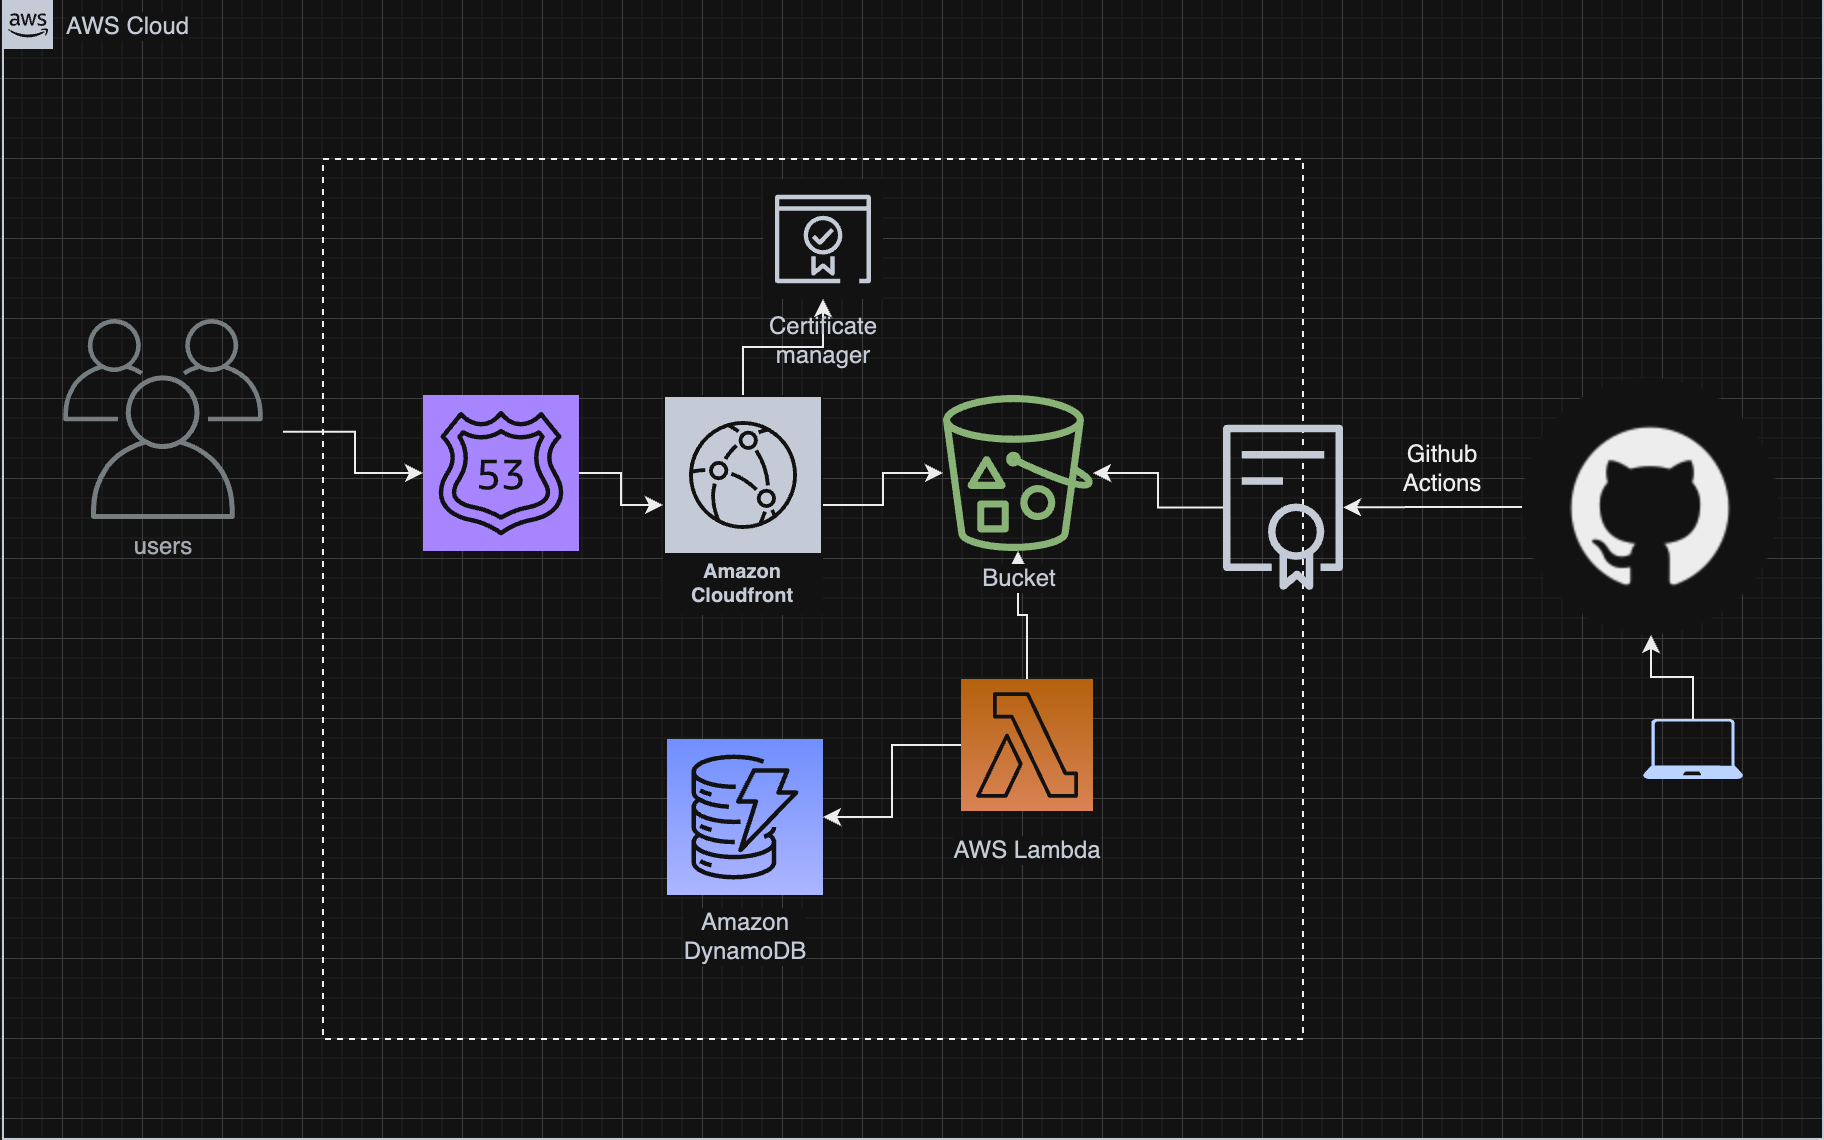 aws
AWS Cloud
Certificate
manager
users
53
Amazon
Cloudfront
Bucket
Github
Actions
AWS Lambda
Amazon
DynamoDB